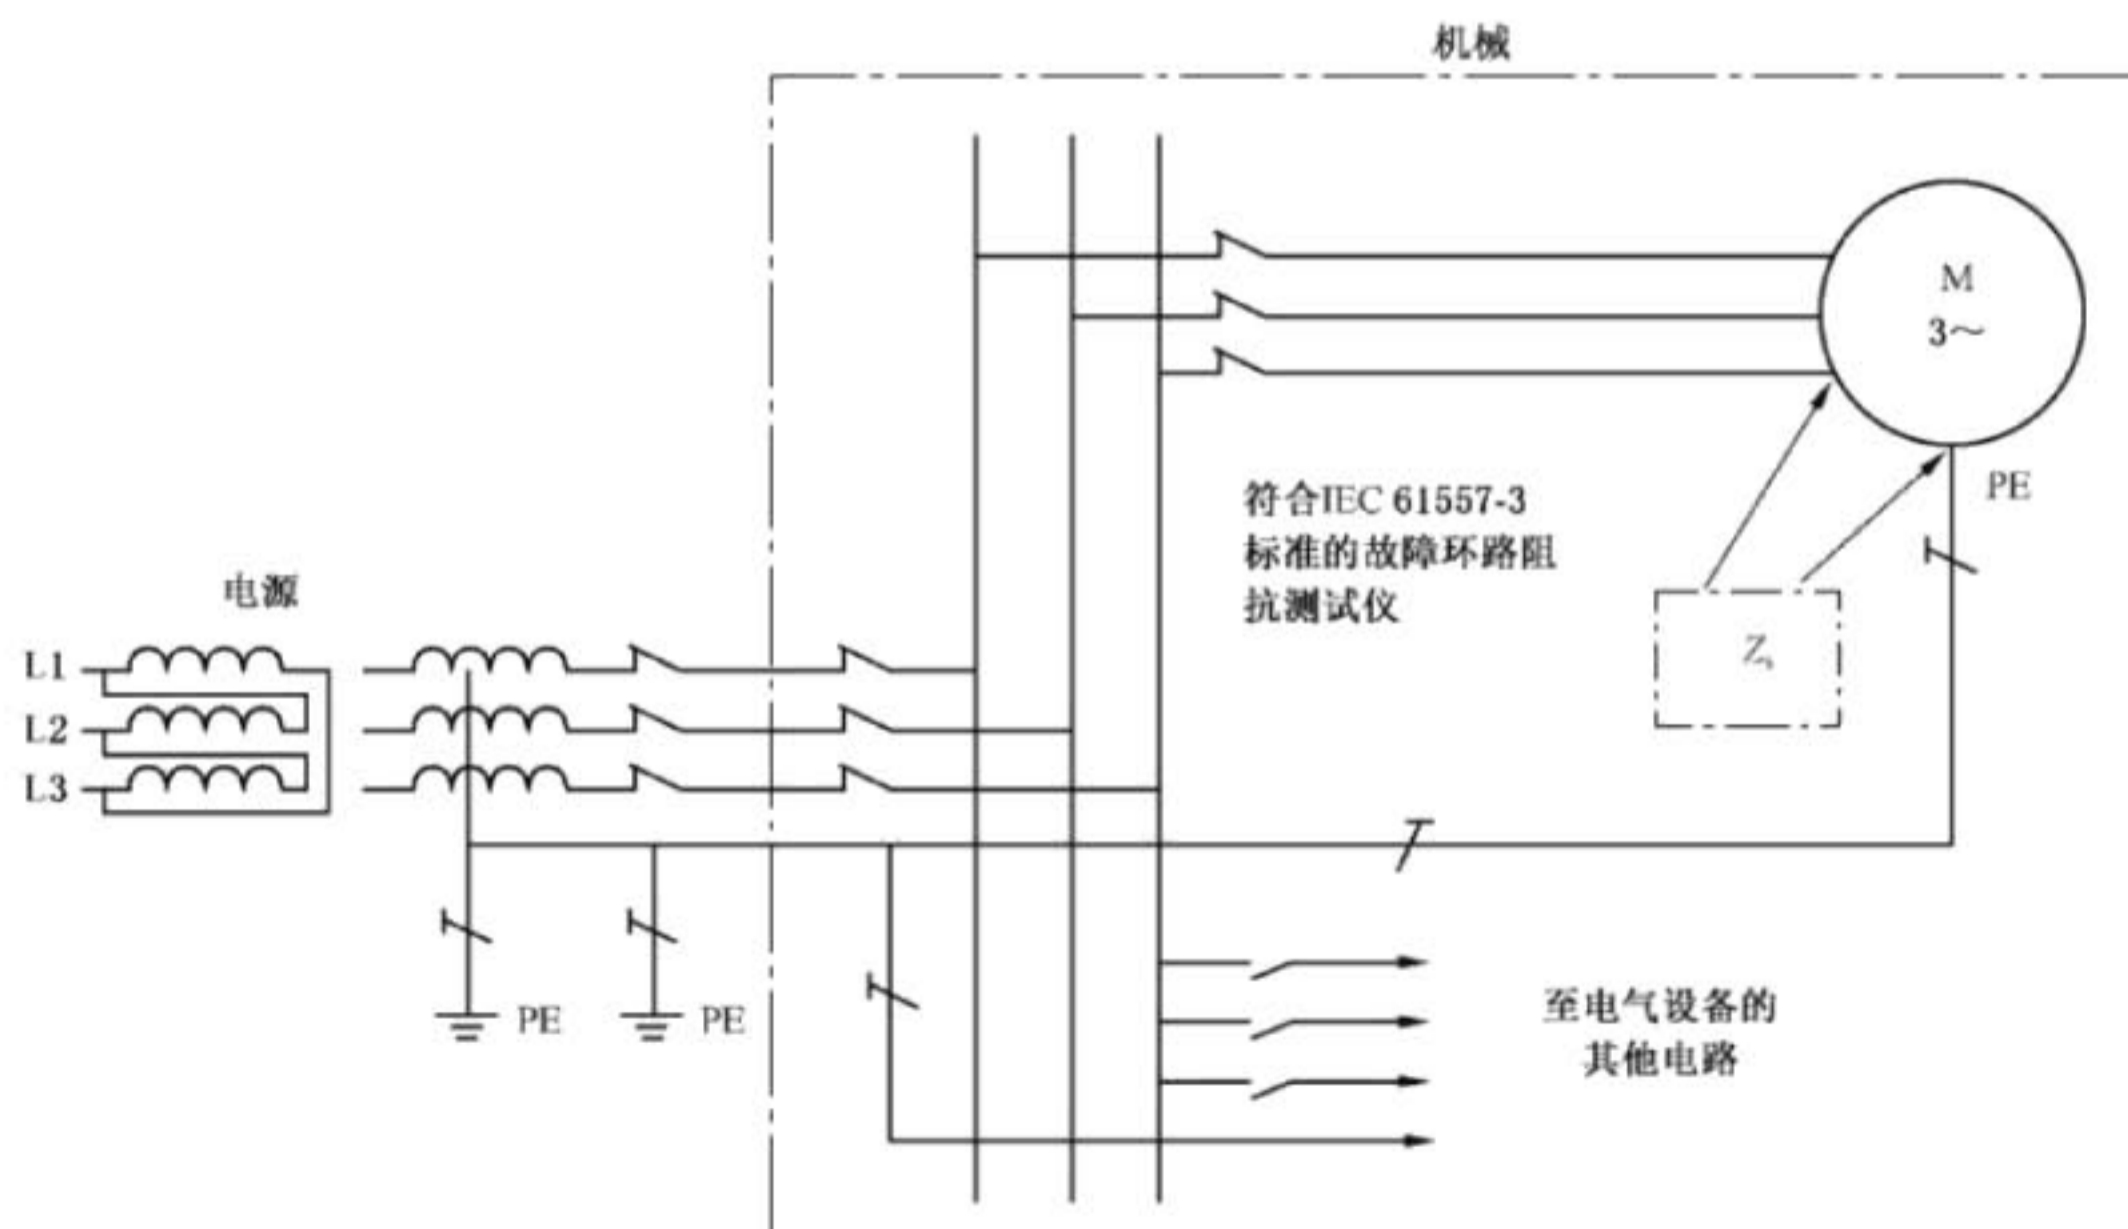 机械
M
3~
符合IEC 61557-3
标准的故障环路阻
抗测试仪
PE
电源
Zs
L1
L2
L3
PE
PE
至电气设备的
其他电路